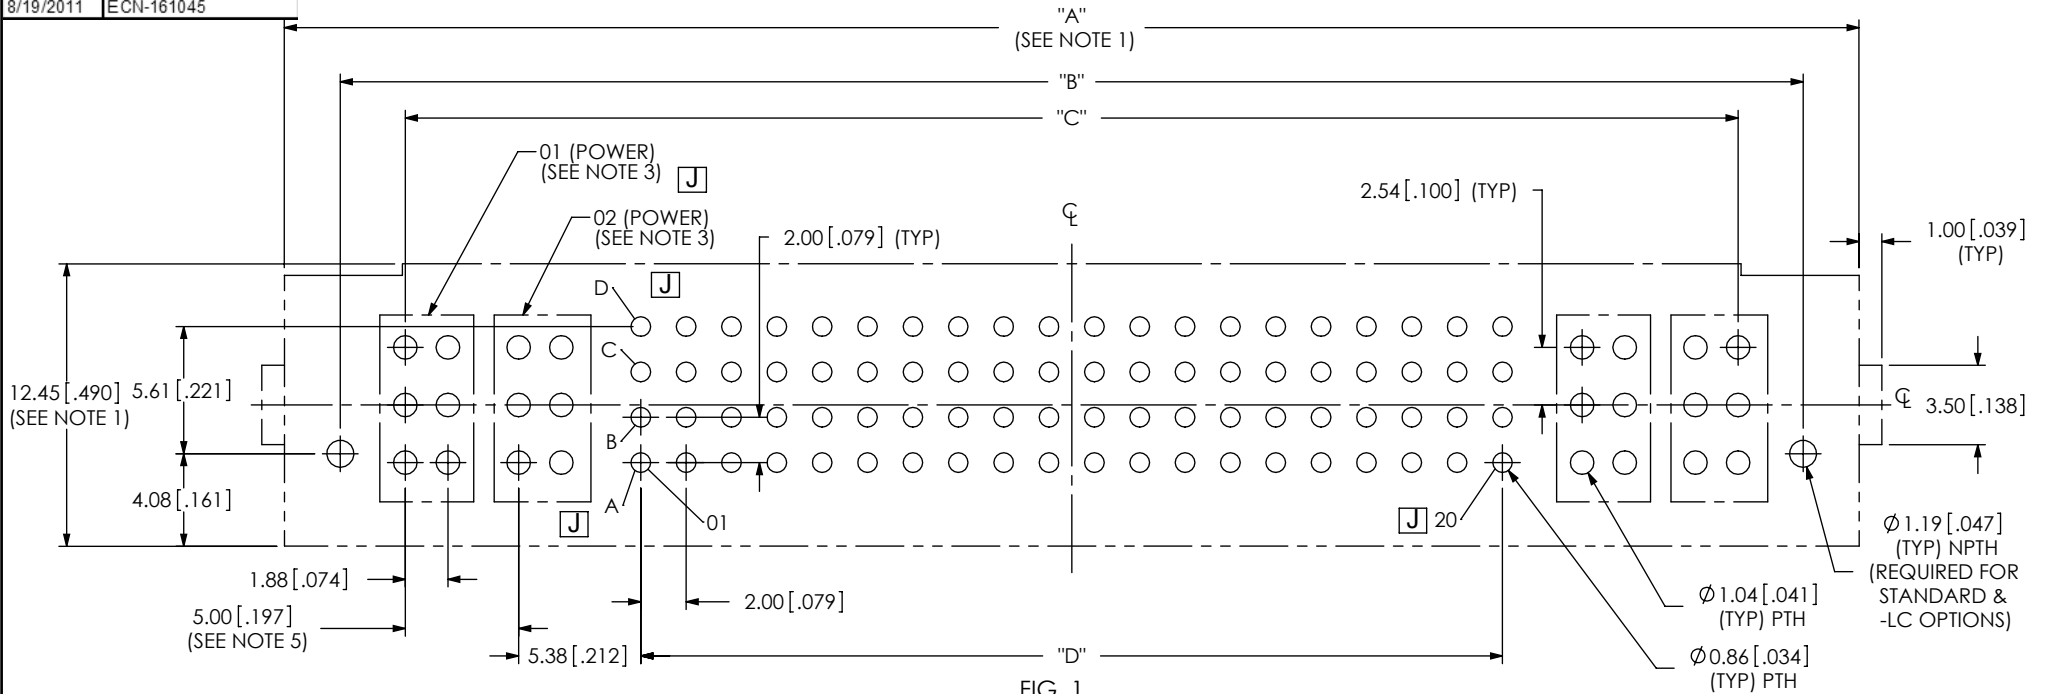 8/19/2011 ECN-161045
"A"
(SEE NOTE 1)
"B"
"C"
01 (POWER)
(SEE NOTE 3)
J
02 (POWER)
(SEE NOTE 3)
2.54[.100] (TYP)
℄
2.00[.079] (TYP)
1.00[.039]
(TYP)
D
J
C
12.45[.490]
(SEE NOTE 1)
5.61[.221]
℄
3.50[.138]
B
4.08[.161]
A
01
J
J 20
Ø1.19[.047]
(TYP) NPTH
(REQUIRED FOR
STANDARD &
-LC OPTIONS)
1.88[.074]
2.00[.079]
Ø1.04[.041]
(TYP) PTH
5.00[.197]
(SEE NOTE 5)
5.38[.212]
"D"
Ø0.86[.034]
(TYP) PTH
FIG. 1